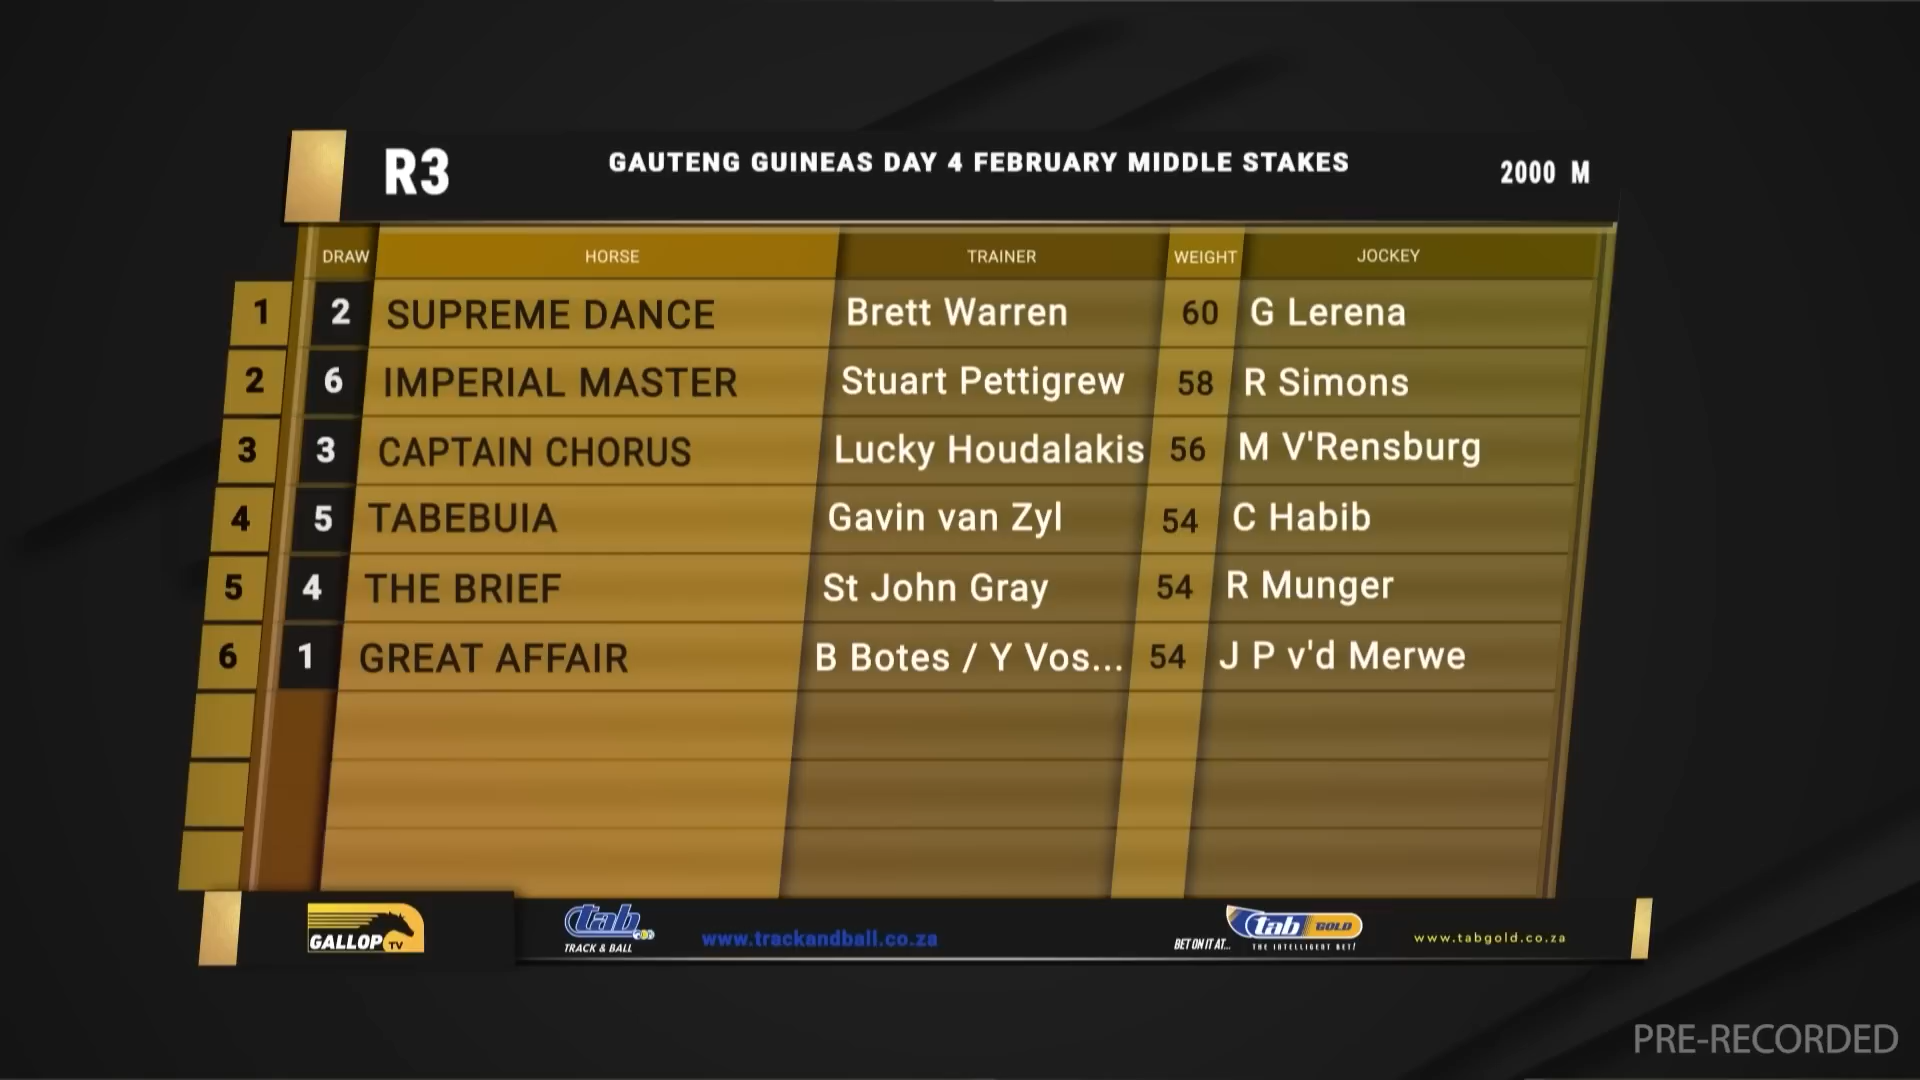 R3 GAUTENG GUINEAS DAY 4 FEBRUARY MIDDLE STAKES 2000 M
DRAW HORSE TRAINER WEIGHT JOCKEY
1 2 SUPREME DANCE Brett Warren 60 G Lerena
2 6 IMPERIAL MASTER Stuart Pettigrew 58 R Simons
3 3 CAPTAIN CHORUS Lucky Houdalakis 56 M V'Rensburg
4 5 TABEBUIA Gavin van Zyl 54 C Habib
5 4 THE BRIEF St John Gray 54 R Munger
6 1 GREAT AFFAIR B Botes / Y Vos... 54 J P v'd Merwe
GALLOP TV tab TRACK & BALL www.trackandball.co.za BET ON IT AT... tab GOLD THE INTELLIGENT BET! www.tabgold.co.za
PRE-RECORDED